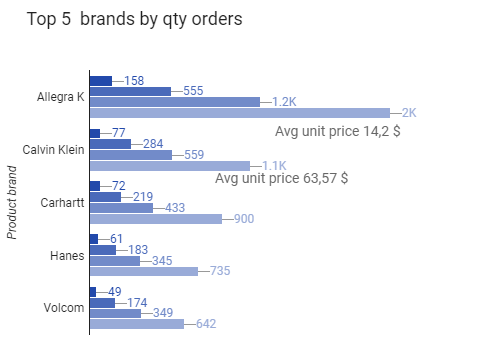 Top 5 brands by qty orders
Product brand
Allegra K
158
555
1.2K
2K
Avg unit price 14,2 $
Calvin Klein
77
284
559
1.1K
Avg unit price 63,57 $
Carhartt
72
219
433
900
Hanes
61
183
345
735
Volcom
49
174
349
642